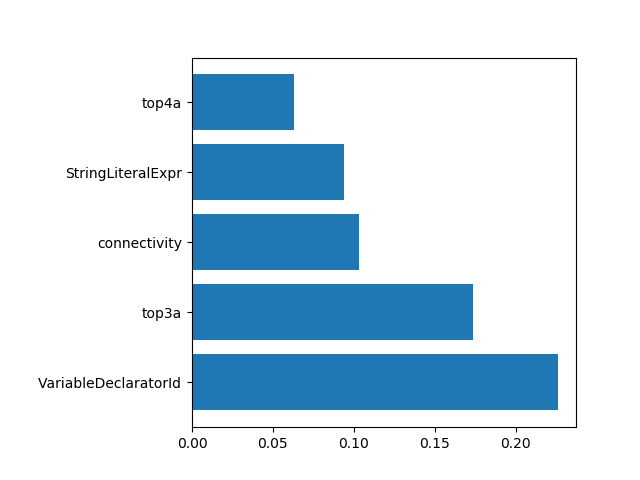 top4a
StringLiteralExpr
connectivity
top3a
VariableDeclaratorId
0.00 0.05 0.10 0.15 0.20